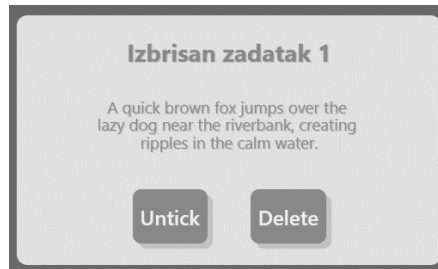 Izbrisan zadatak 1
A quick brown fox jumps over the
lazy dog near the riverbank, creating
ripples in the calm water.
Untick
Delete